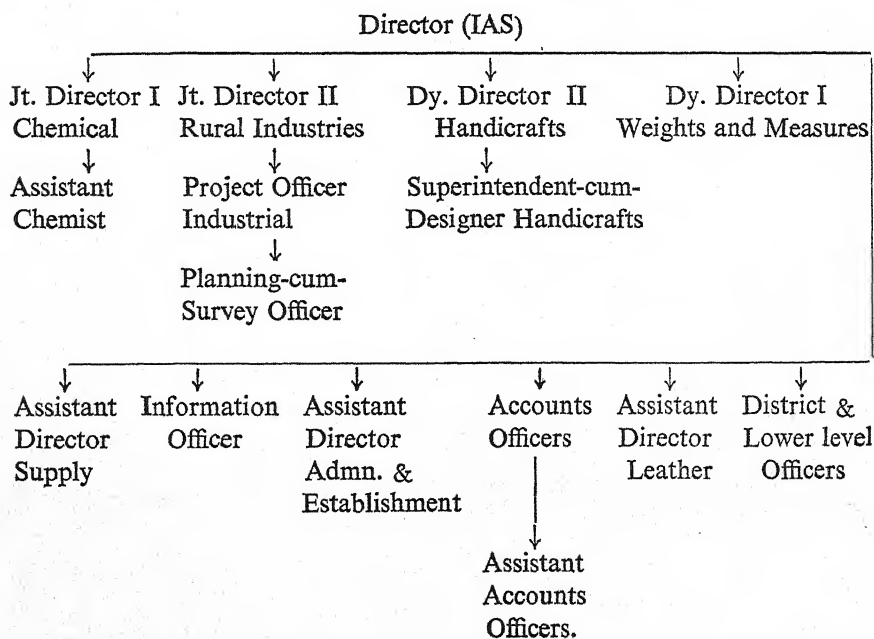 Director (IAS)
Jt. Director I
Chemical
Jt. Director II
Rural Industries
Dy. Director II
Handicrafts
Dy. Director I
Weights and Measures
Assistant
Chemist
Project Officer
Industrial
Superintendent-cum-
Designer Handicrafts
Planning-cum-
Survey Officer
Assistant
Director
Supply
Information
Officer
Assistant
Director
Admn. &
Establishment
Accounts
Officers
Assistant
Director
Leather
District &
Lower level
Officers
Assistant
Accounts
Officers.